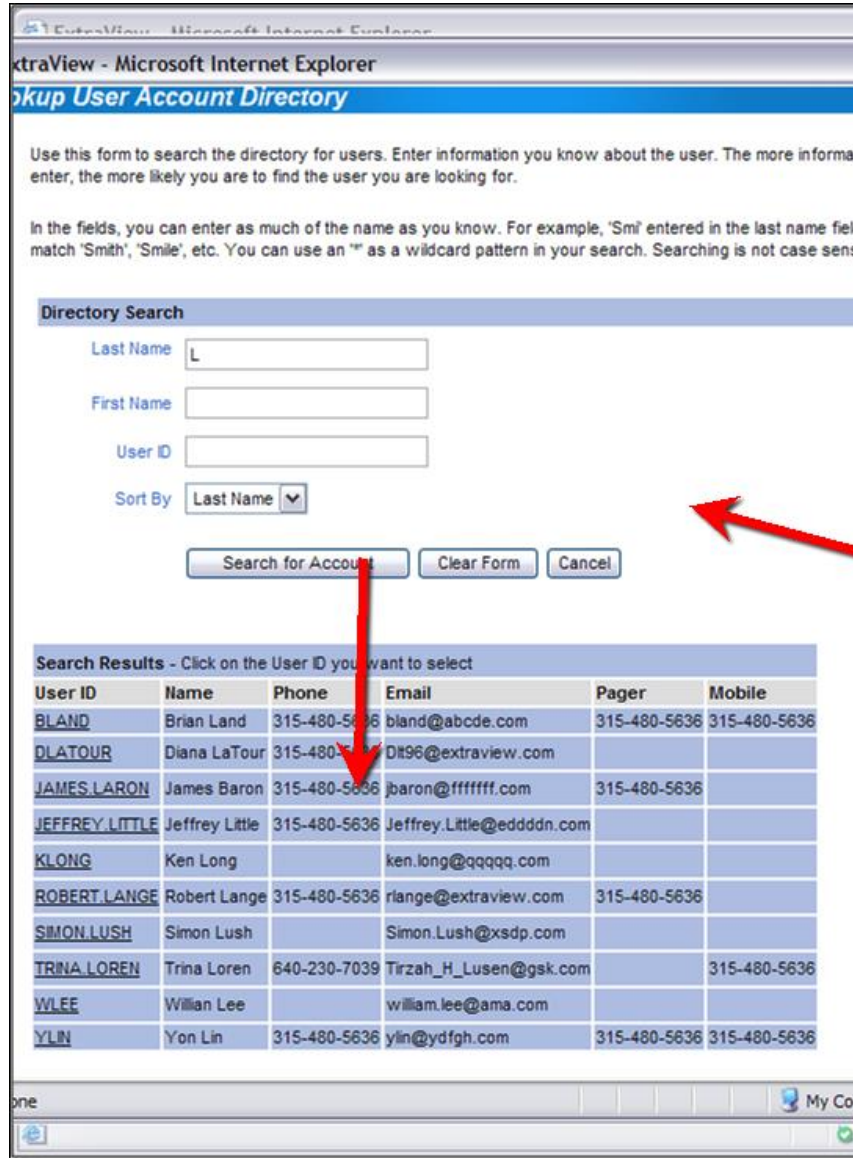 xtraView - Microsoft Internet Explorer
okup User Account Directory
Use this form to search the directory for users. Enter information you know about the user. The more informa
enter, the more likely you are to find the user you are looking for.
In the fields, you can enter as much of the name as you know. For example, 'Smi' entered in the last name fiel
match 'Smith', 'Smile', etc. You can use an '*' as a wildcard pattern in your search. Searching is not case sens
Directory Search
Last Name L
First Name
User ID
Sort By Last Name
Search for Account Clear Form Cancel
Search Results - Click on the User ID you want to select
User ID Name Phone Email Pager Mobile
BLAND Brian Land 315-480-5636 bland@abcde.com 315-480-5636 315-480-5636
DLATOUR Diana LaTour 315-480- Dlt96@extraview.com
JAMES.LARON James Baron 315-480-5636 jbaron@fffffff.com 315-480-5636
JEFFREY.LITTLE Jeffrey Little 315-480-5636 Jeffrey.Little@eddddn.com
KLONG Ken Long ken.long@qqqqq.com
ROBERT.LANGE Robert Lange 315-480-5636 rlange@extraview.com 315-480-5636
SIMON.LUSH Simon Lush Simon.Lush@xsdp.com
TRINA.LOREN Trina Loren 640-230-7039 Tirzah_H_Lusen@gsk.com 315-480-5636
WLEE Willian Lee william.lee@ama.com
YLIN Yon Lin 315-480-5636 ylin@ydfgh.com 315-480-5636 315-480-5636
one My Co